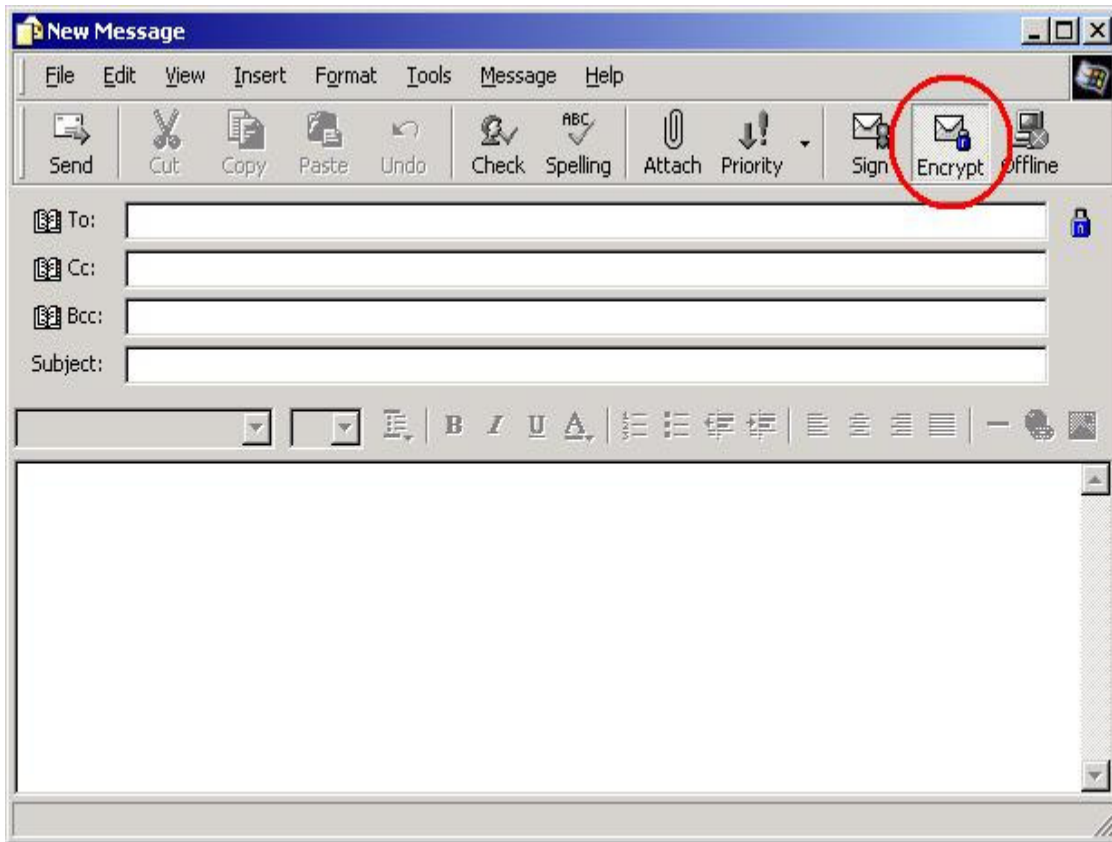 New Message
File Edit View Insert Format Tools Message Help
ABC
Send Cut Copy Paste Undo Check Spelling Attach Priority Sign Encrypt Offline
To:
Cc:
Bcc:
Subject:
B I U A